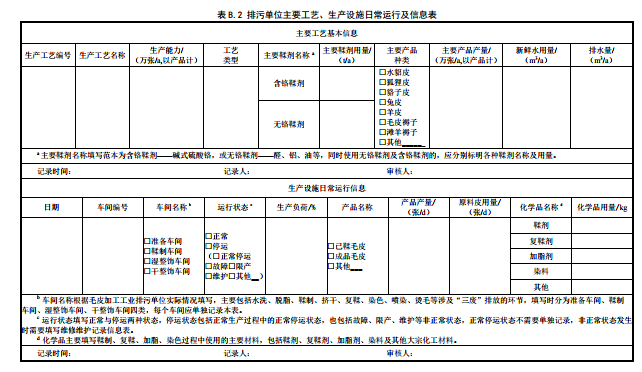 表 B.2 排污单位主要工艺、生产设施日常运行及信息表
主要工艺基本信息
生产工艺编号 生产工艺名称 生产能力/（万张/a,以产品计） 工艺类型 主要鞣剂名称 a 主要鞣剂用量/（t/a） 主要产品种类 主要产品产量/（万张/a,以产品计） 新鲜水用量/（m³/a） 排水量/（m³/a）
含铬鞣剂
无铬鞣剂
□水貂皮
□狐狸皮
□貉子皮
□兔皮
□羊皮
□毛皮褥子
□滩羊褥子
□其他_____
a 主要鞣剂名称填写范本为含铬鞣剂——碱式硫酸铬，或无铬鞣剂——醛、铝、油等，同时使用无铬鞣剂及含铬鞣剂的，应分别标明各种鞣剂名称及用量。
记录时间： 记录人： 审核人：
生产设施日常运行信息
日期 车间编号 车间名称 b 运行状态 c 生产负荷/% 产品名称 产品产量/（张/d） 原料皮用量/（张/d） 化学品名称 d 化学品用量/kg
□准备车间
□鞣制车间
□湿整饰车间
□干整饰车间
□正常
□停运
（□正常停运
□故障□限产
□维护□其他__）
□已鞣毛皮
□成品毛皮
□其他___
鞣剂
复鞣剂
加脂剂
染料
其他
b 车间名称根据毛皮加工工业排污单位实际情况填写，主要包括水洗、脱脂、鞣制、挤干、复鞣、染色、喷染、烫毛等涉及“三废”排放的环节，填写时分为准备车间、鞣制
车间、湿整饰车间、干整饰车间四类，每个车间应单独记录本表。
c 运行状态填写正常与停运两种状态，停运状态包括正常生产过程中的正常停运状态，也包括故障、限产、维护等非正常状态，正常停运状态不需要单独记录，非正常状态发生
时需要填写维修维护记录信息表。
d 化学品主要填写鞣制、复鞣、加脂、染色过程中使用的主要材料，包括鞣剂、复鞣剂、加脂剂、染料及其他大宗化工材料。
记录时间： 记录人： 审核人：